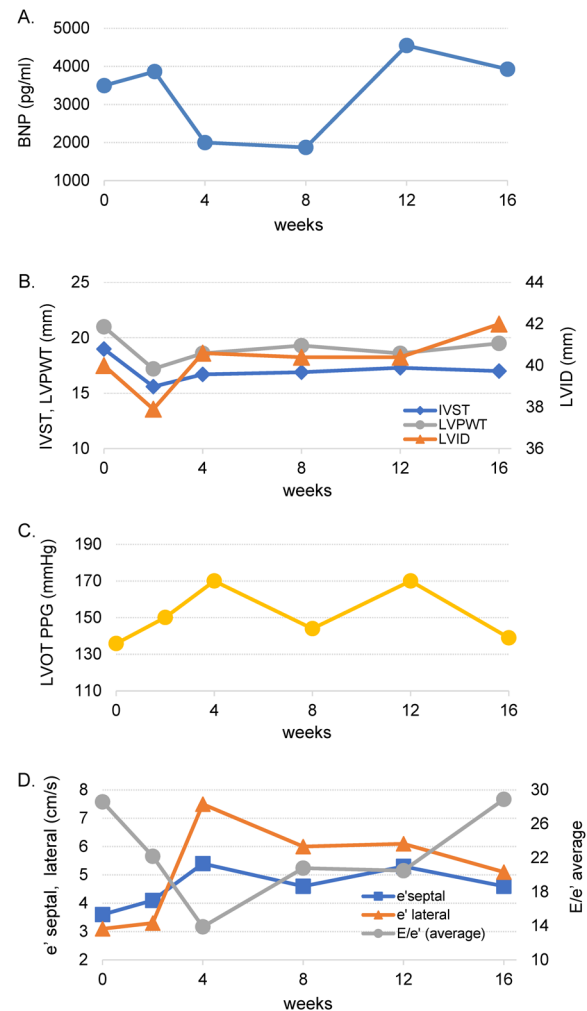 A.
BNP (pg/ml)
5000
4000
3000
2000
1000
0 4 8 12 16
weeks
B.
IVST, LVPWT (mm)
25
20
15
10
44
42
40
38
36
LVID (mm)
IVST
LVPWT
LVID
0 4 8 12 16
weeks
C.
LVOT PPG (mmHg)
190
170
150
130
110
0 4 8 12 16
weeks
D.
e' septal, lateral (cm/s)
8
7
6
5
4
3
2
30
26
22
18
14
10
E/e' average
e'septal
e' lateral
E/e' (average)
0 4 8 12 16
weeks